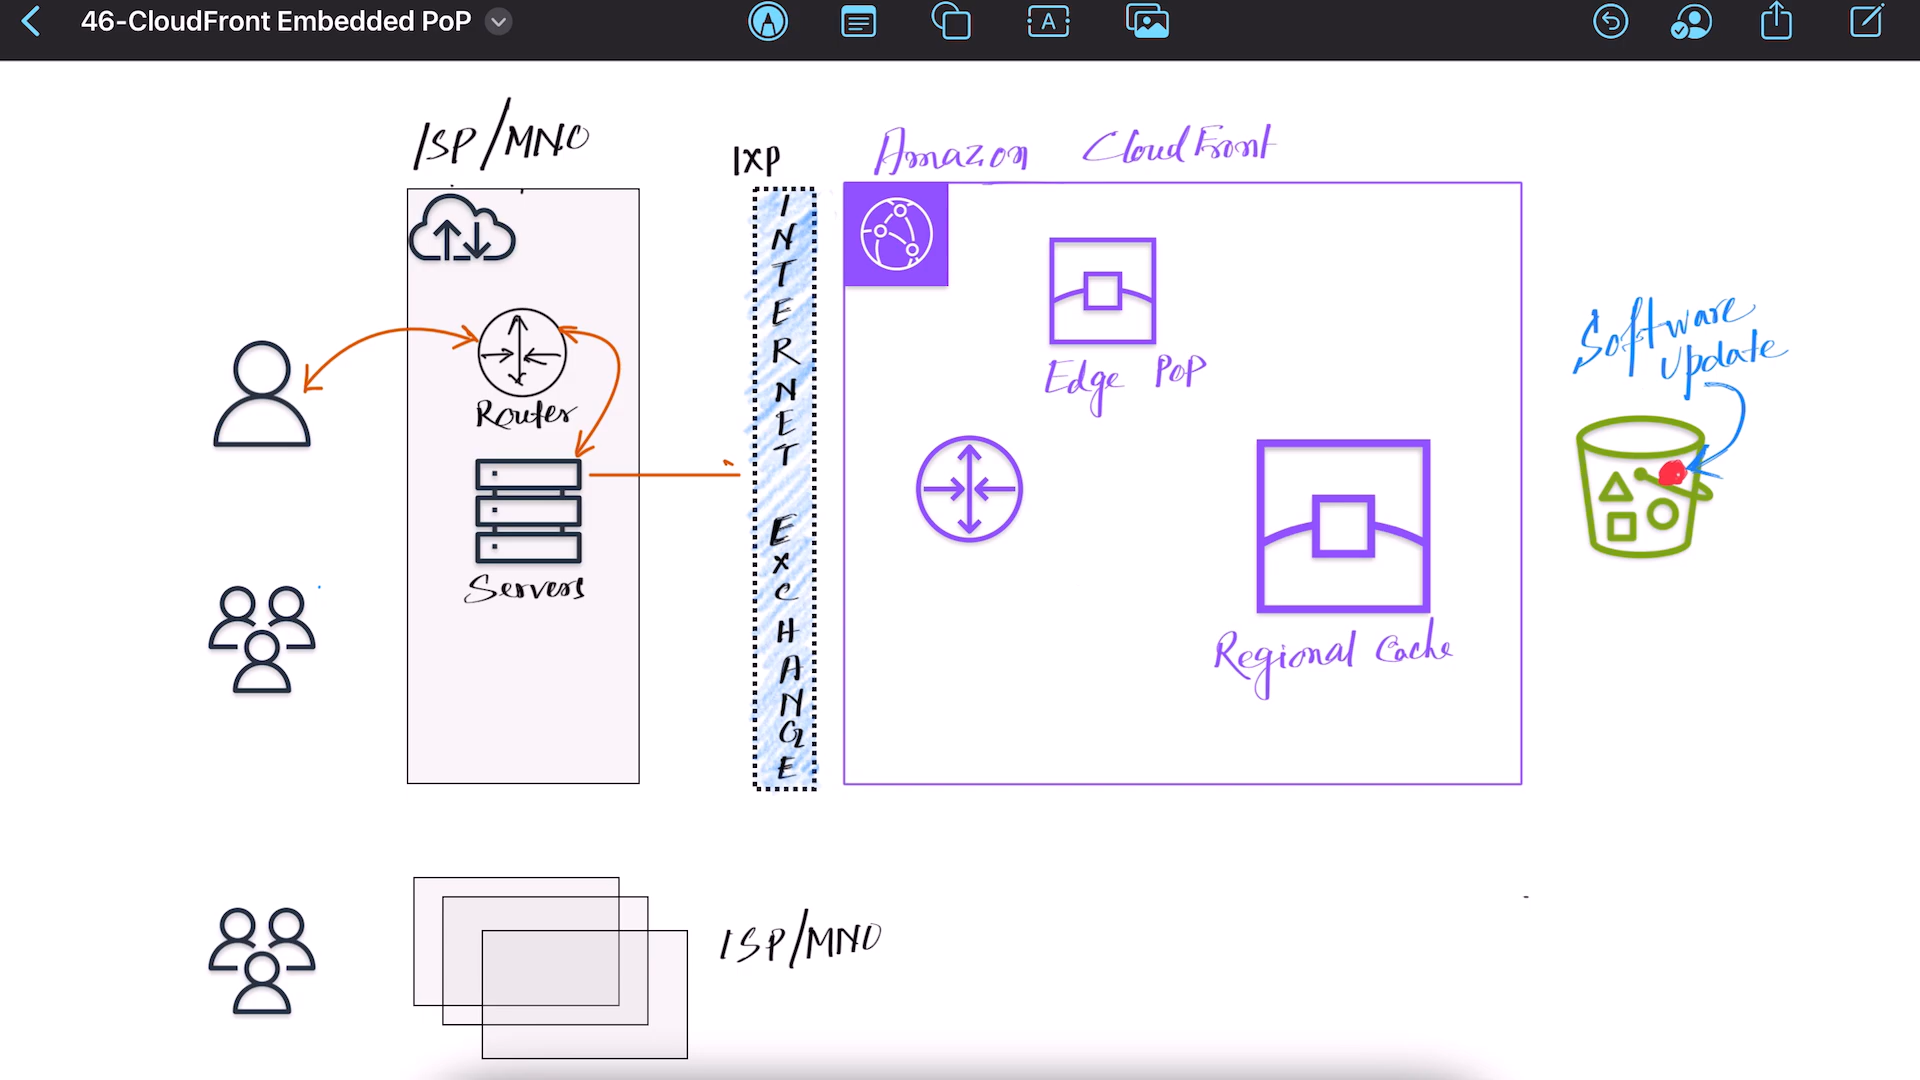 46-CloudFront Embedded PoP
ISP/MNO
IXP
Amazon CloudFront
INTERNET EXCHANGE
Edge PoP
Software
update
Router
Servers
Regional Cache
ISP/MNO
A